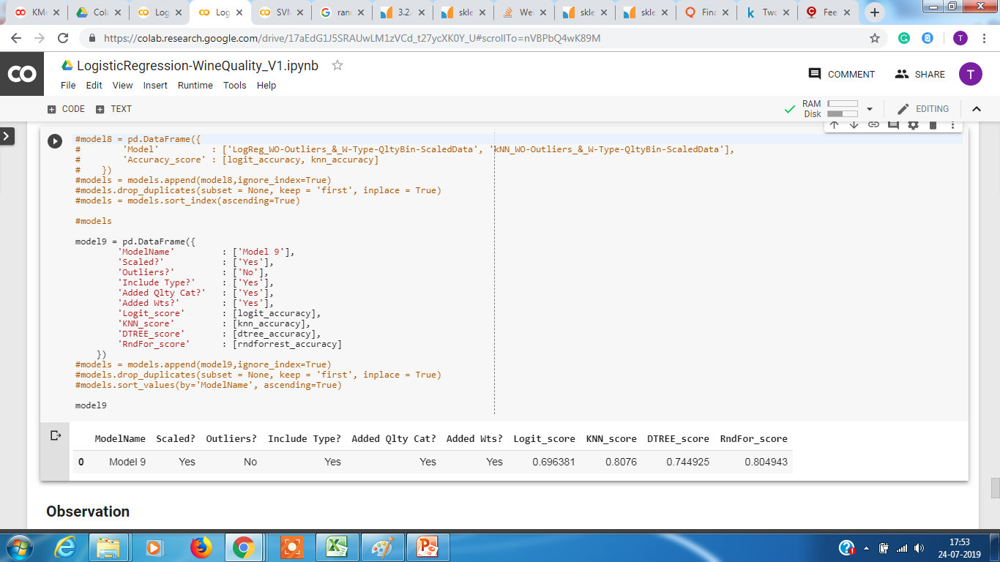 KMe
Cola
Log
Log
SVM
rand
3.2.
skle
Wei
skle
skle
Fina
Two
Fee
https://colab.research.google.com/drive/17aEdG1J5SRAUwLM1zVCd_t27ycXK0Y_U#scrollTo=nVBPbQ4wK89M
T
CO
LogisticRegression-WineQuality_V1.ipynb
COMMENT
SHARE
T
File Edit View Insert Runtime Tools Help
CODE
TEXT
RAM
Disk
EDITING
#model8 = pd.DataFrame({
#        'Model'          : ['LogReg_WO-Outliers_&_W-Type-QltyBin-ScaledData', 'kNN_WO-Outliers_&_W-Type-QltyBin-ScaledData'],
#        'Accuracy_score' : [logit_accuracy, knn_accuracy]
#    })
#models = models.append(model8,ignore_index=True)
#models.drop_duplicates(subset = None, keep = 'first', inplace = True)
#models = models.sort_index(ascending=True)
#models
model9 = pd.DataFrame({
'ModelName'         : ['Model 9'],
'Scaled?'           : ['Yes'],
'Outliers?'         : ['No'],
'Include Type?'     : ['Yes'],
'Added Qlty Cat?'   : ['Yes'],
'Added Wts?'        : ['Yes'],
'Logit_score'       : [logit_accuracy],
'KNN_score'         : [knn_accuracy],
'DTREE_score'       : [dtree_accuracy],
'RndFor_score'      : [rndforrest_accuracy]
})
#models = models.append(model9,ignore_index=True)
#models.drop_duplicates(subset = None, keep = 'first', inplace = True)
#models.sort_values(by='ModelName', ascending=True)
model9
ModelName Scaled? Outliers? Include Type? Added Qlty Cat? Added Wts? Logit_score KNN_score DTREE_score RndFor_score
0 Model 9 Yes No Yes Yes Yes 0.696381 0.8076 0.744925 0.804943
Observation
17:53
24-07-2019